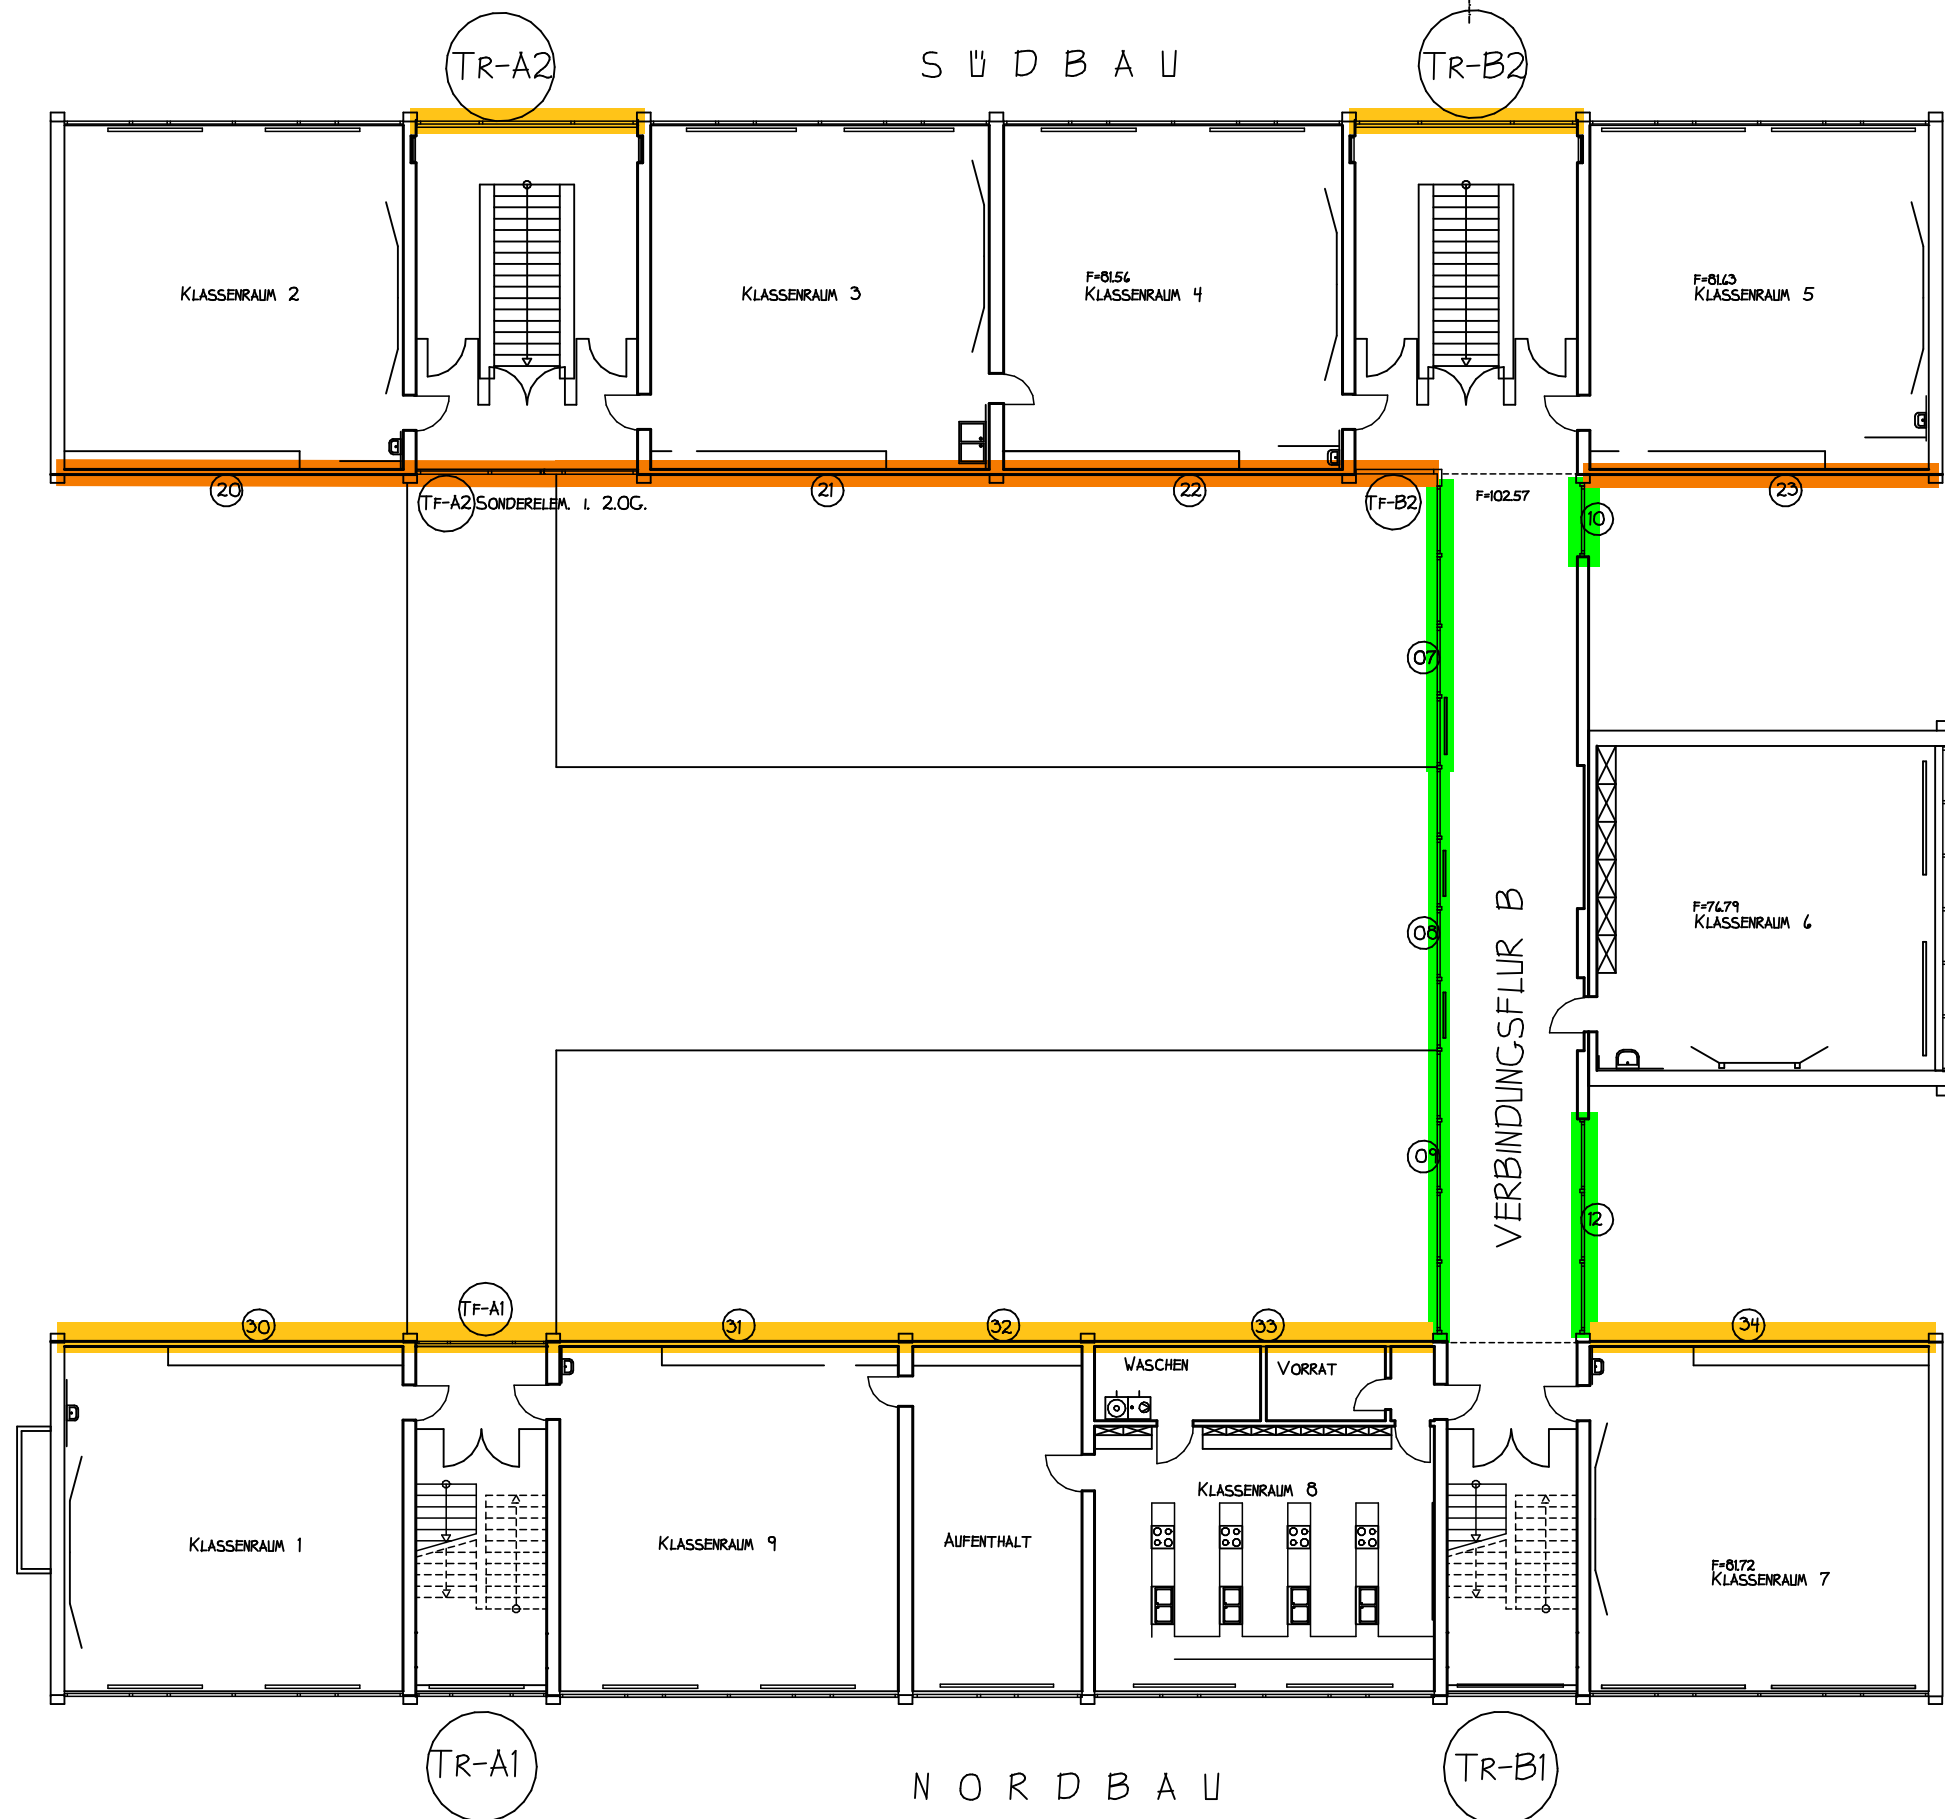 TR-A2
SÜDBAU
TR-B2
F=81.56
F=81.63
KLASSENRAUM 2
KLASSENRAUM 3
KLASSENRAUM 4
KLASSENRAUM 5
20
TF-A2 SONDERELEM. I. 2.OG.
21
22
TF-B2
F=102.57
23
10
07
08
VERBINDUNGSFLUR B
F=76.79
KLASSENRAUM 6
09
12
30
TF-A1
31
32
33
34
WASCHEN
VORRAT
KLASSENRAUM 8
KLASSENRAUM 1
KLASSENRAUM 9
AUFENTHALT
F=81.72
KLASSENRAUM 7
TR-A1
NORDBAU
TR-B1